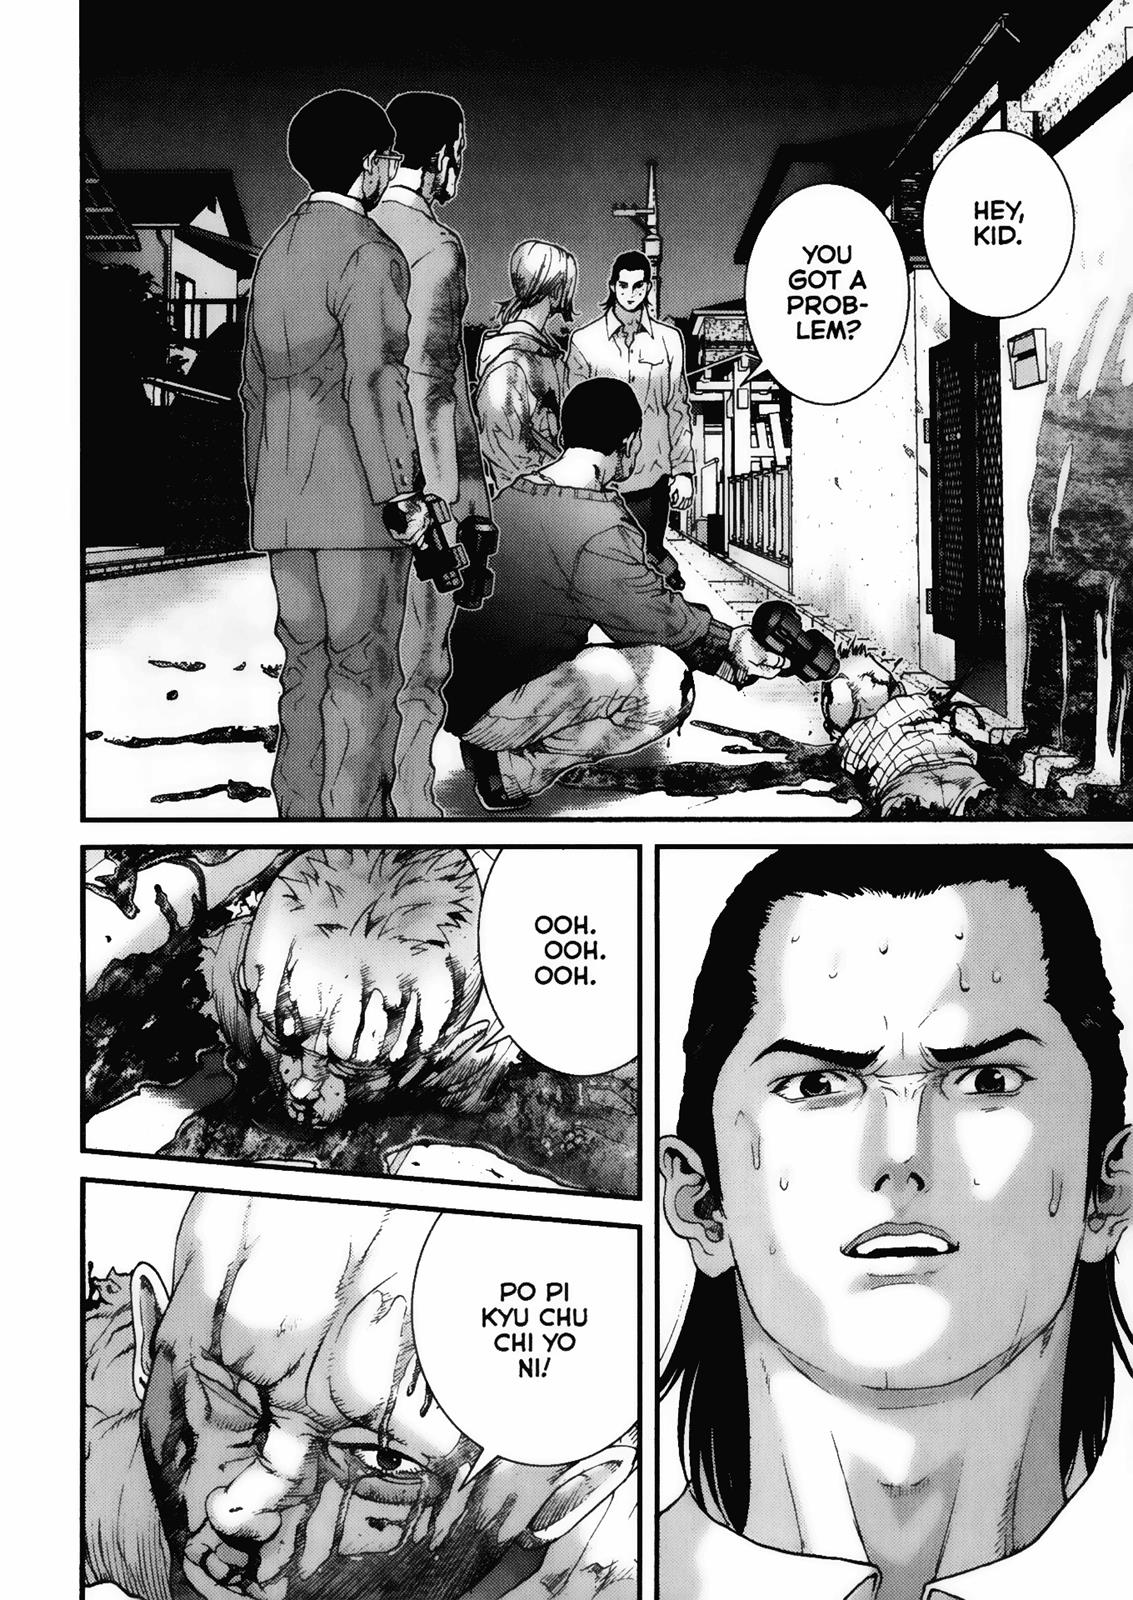 HEY,
KID.
YOU
GOT A
PROB-
LEM?
OOH.
OOH.
OOH.
PO PI
KYU CHU
CHI YO
NI!